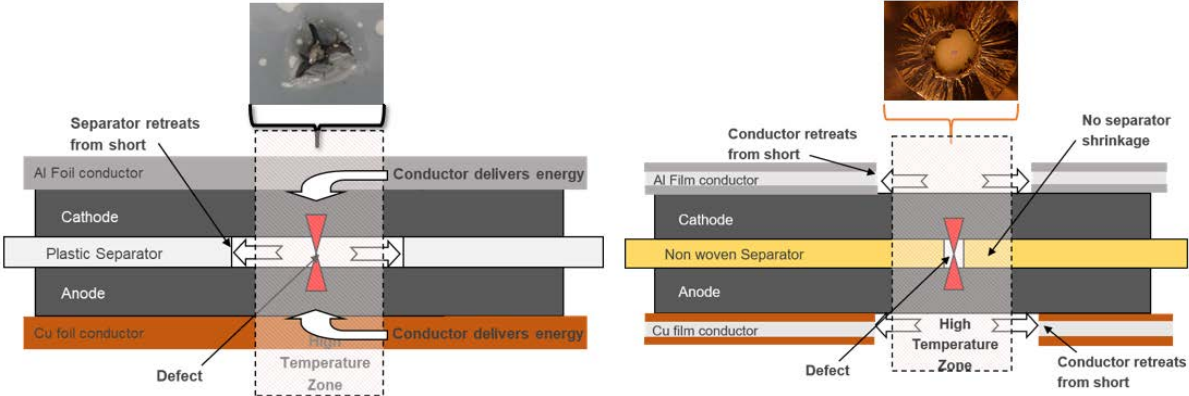 Separator retreats
from short
Al Foil conductor
Conductor delivers energy
Cathode
Plastic Separator
Anode
Cu foil conductor
Conductor delivers energy
High
Temperature
Zone
Defect
Conductor retreats
from short
No separator
shrinkage
Al Film conductor
Cathode
Non woven Separator
Anode
Cu film conductor
High
Temperature
Zone
Defect
Conductor retreats
from short